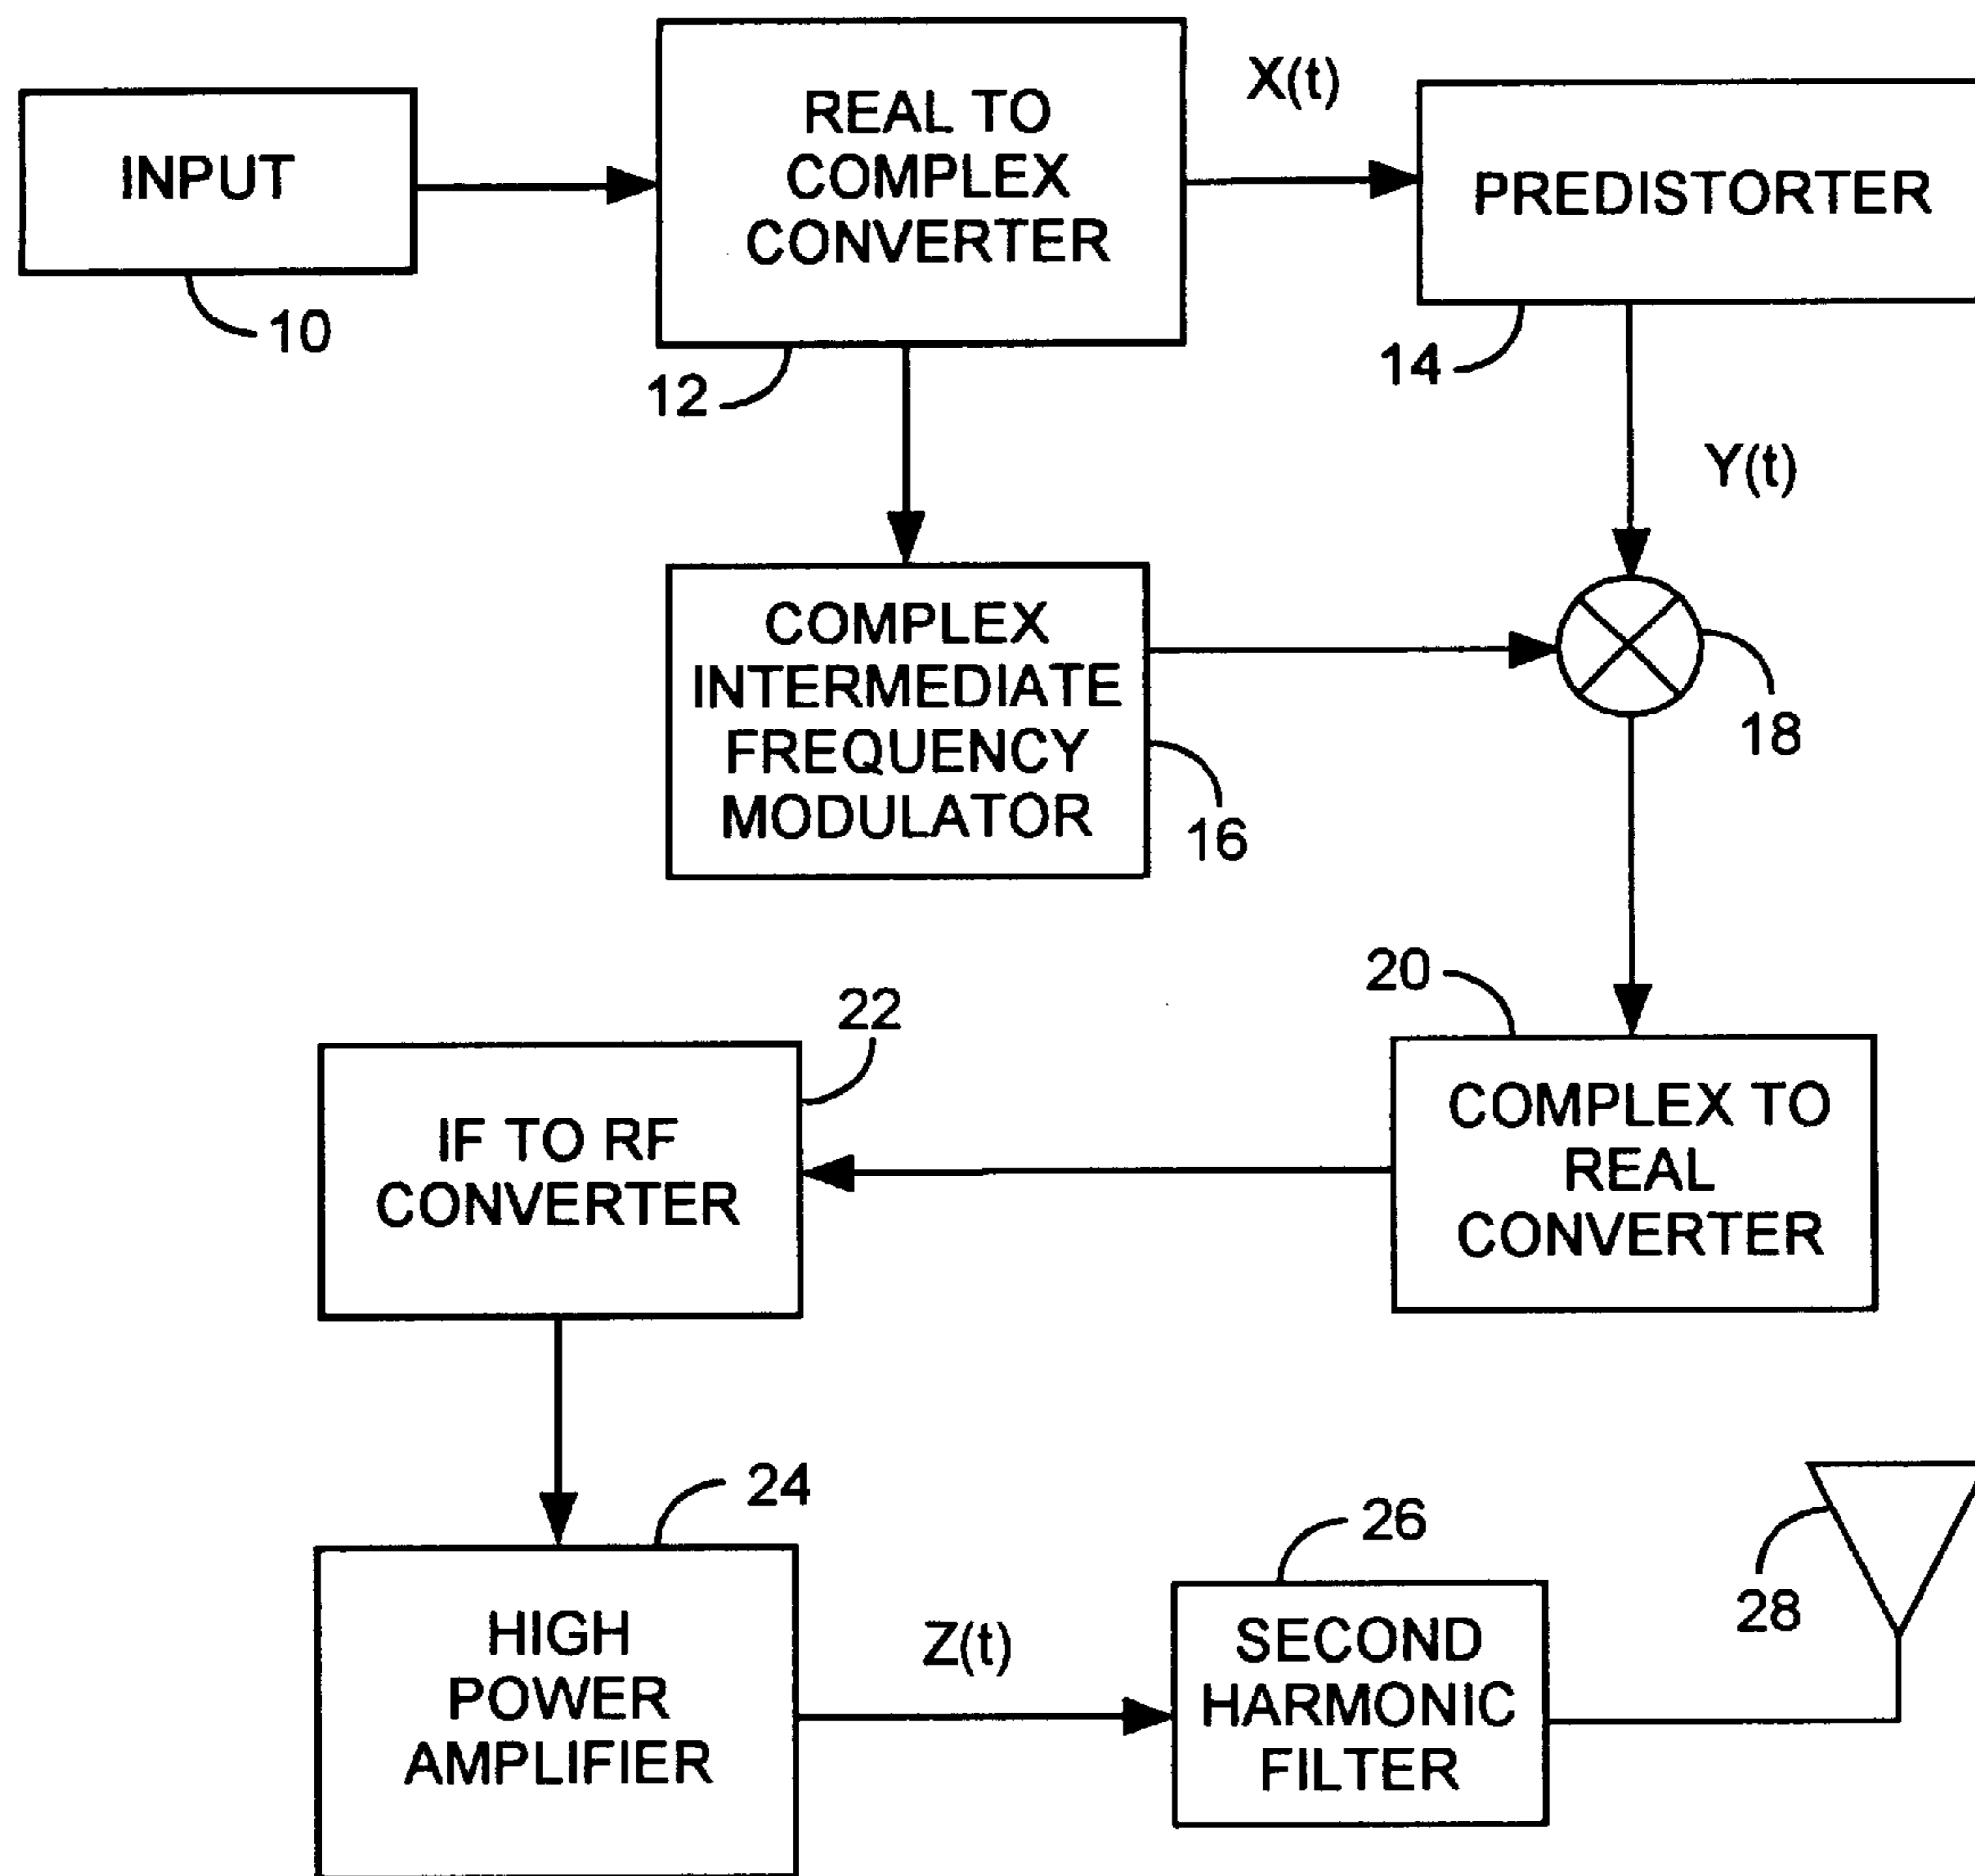 INPUT
10
REAL TO
COMPLEX
CONVERTER
12
X(t)
PREDISTORTER
14
Y(t)
COMPLEX
INTERMEDIATE
FREQUENCY
MODULATOR
16
18
20
COMPLEX TO
REAL
CONVERTER
22
IF TO RF
CONVERTER
24
HIGH
POWER
AMPLIFIER
Z(t)
26
SECOND
HARMONIC
FILTER
28